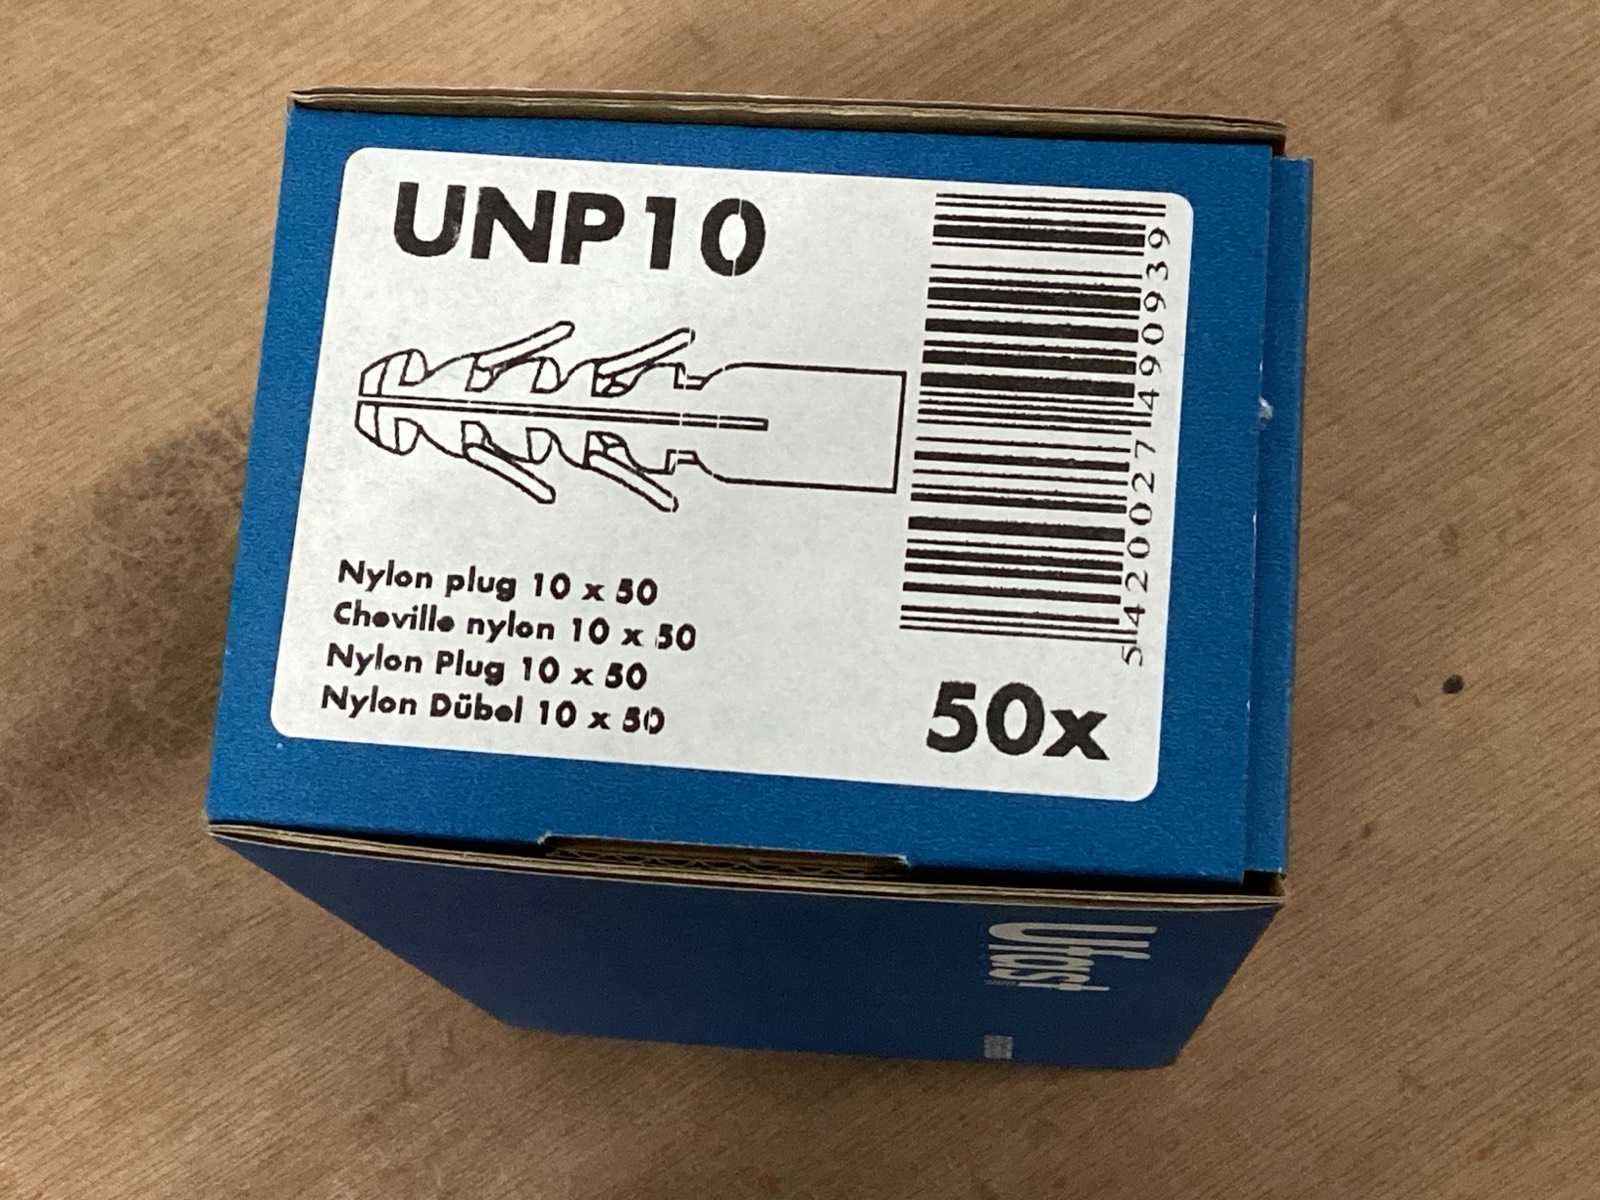 UNP10
Nylon plug 10 x 50
Cheville nylon 10 x 50
Nylon Plug 10 x 50
Nylon Dübel 10 x 50
5420027490939
50x
Ufast